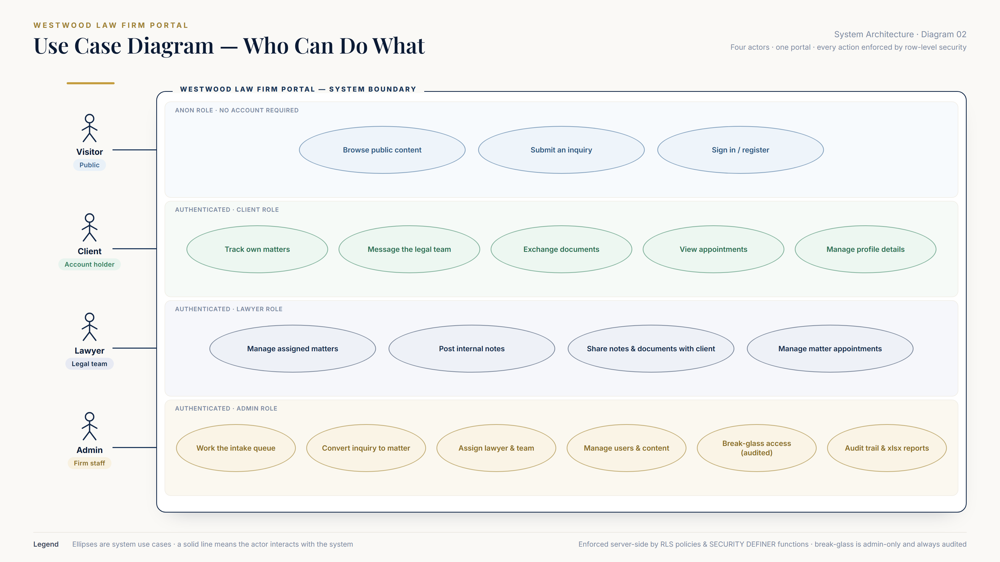 WESTWOOD LAW FIRM PORTAL
Use Case Diagram — Who Can Do What
System Architecture · Diagram 02
Four actors · one portal · every action enforced by row-level security
WESTWOOD LAW FIRM PORTAL — SYSTEM BOUNDARY
Visitor
Public
ANON ROLE · NO ACCOUNT REQUIRED
Browse public content
Submit an inquiry
Sign in / register
Client
Account holder
AUTHENTICATED · CLIENT ROLE
Track own matters
Message the legal team
Exchange documents
View appointments
Manage profile details
Lawyer
Legal team
AUTHENTICATED · LAWYER ROLE
Manage assigned matters
Post internal notes
Share notes & documents with client
Manage matter appointments
Admin
Firm staff
AUTHENTICATED · ADMIN ROLE
Work the intake queue
Convert inquiry to matter
Assign lawyer & team
Manage users & content
Break-glass access
(audited)
Audit trail & xlsx reports
Legend
Ellipses are system use cases · a solid line means the actor interacts with the system
Enforced server-side by RLS policies & SECURITY DEFINER functions · break-glass is admin-only and always audited